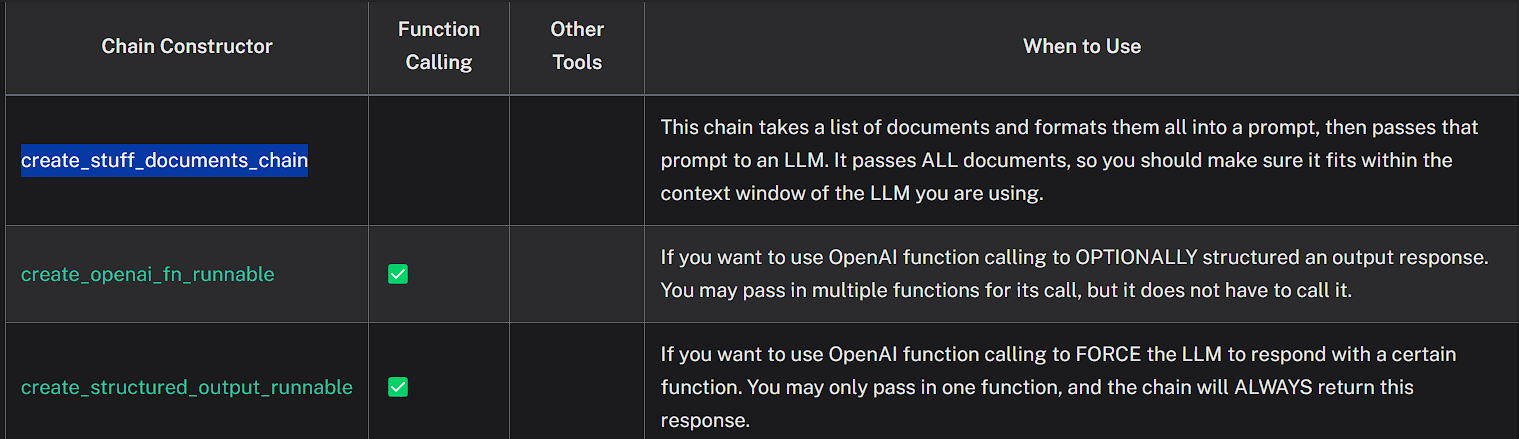 Chain Constructor
Function
Calling
Other
Tools
When to Use
create_stuff_documents_chain
This chain takes a list of documents and formats them all into a prompt, then passes that
prompt to an LLM. It passes ALL documents, so you should make sure it fits within the
context window of the LLM you are using.
create_openai_fn_runnable
If you want to use OpenAI function calling to OPTIONALLY structured an output response.
You may pass in multiple functions for its call, but it does not have to call it.
create_structured_output_runnable
If you want to use OpenAI function calling to FORCE the LLM to respond with a certain
function. You may only pass in one function, and the chain will ALWAYS return this
response.